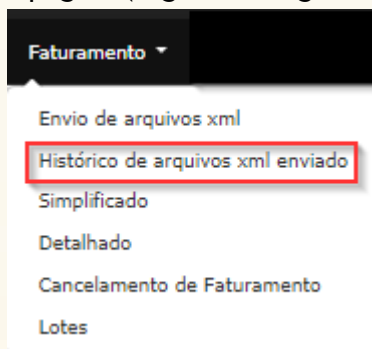 Faturamento
Envio de arquivos xml
Histórico de arquivos xml enviado
Simplificado
Detalhado
Cancelamento de Faturamento
Lotes